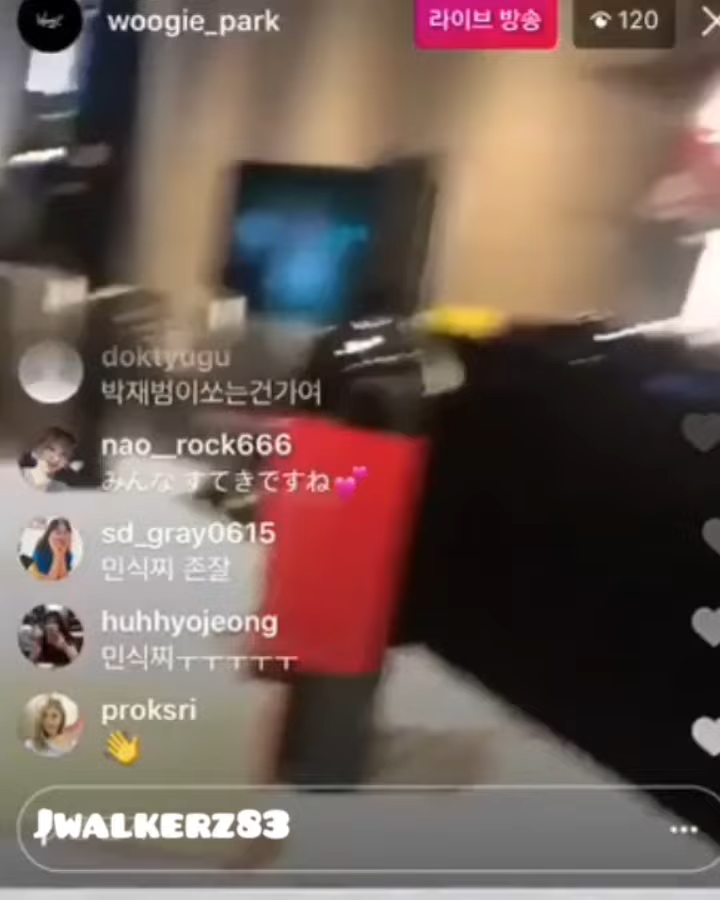 woogie_park
라이브 방송
120
doktyugu
박재범이쏘는건가여
nao__rock666
みんな すてきですね💕
sd_gray0615
민식찌 존잘
huhhyojeong
민식찌ㅜㅜㅜㅜㅜ
proksri
👋
JWALKERZ83